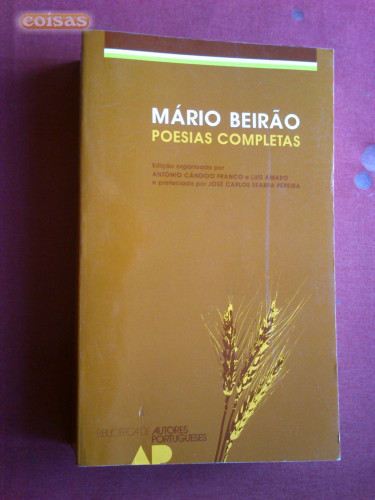 coisas
MÁRIO BEIRÃO
POESIAS COMPLETAS
Edição organizada por
ANTÓNIO CÂNDIDO FRANCO e LUÍS AMARO
e prefaciada por JOSÉ CARLOS SEABRA PEREIRA
BIBLIOTECA DE AUTORES
PORTUGUESES
AP